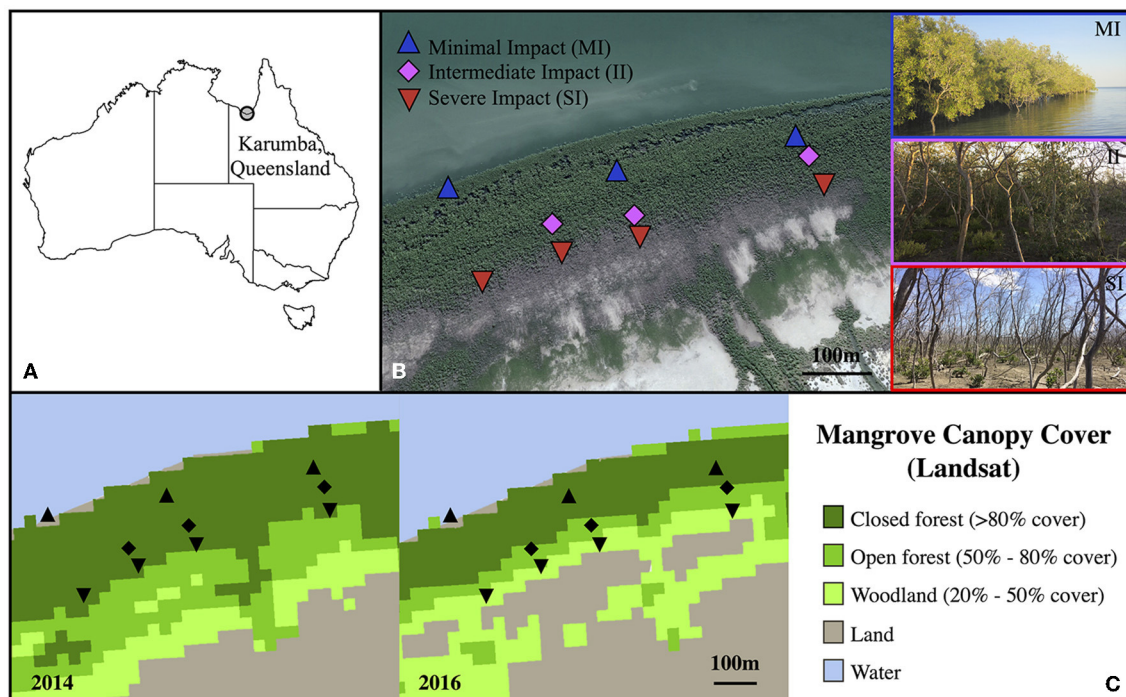 Karumba,
Queensland
A
Minimal Impact (MI)
Intermediate Impact (II)
Severe Impact (SI)
100m
B
MI
II
SI
2014
2016
100m
Mangrove Canopy Cover
(Landsat)
Closed forest (>80% cover)
Open forest (50% - 80% cover)
Woodland (20% - 50% cover)
Land
Water
C